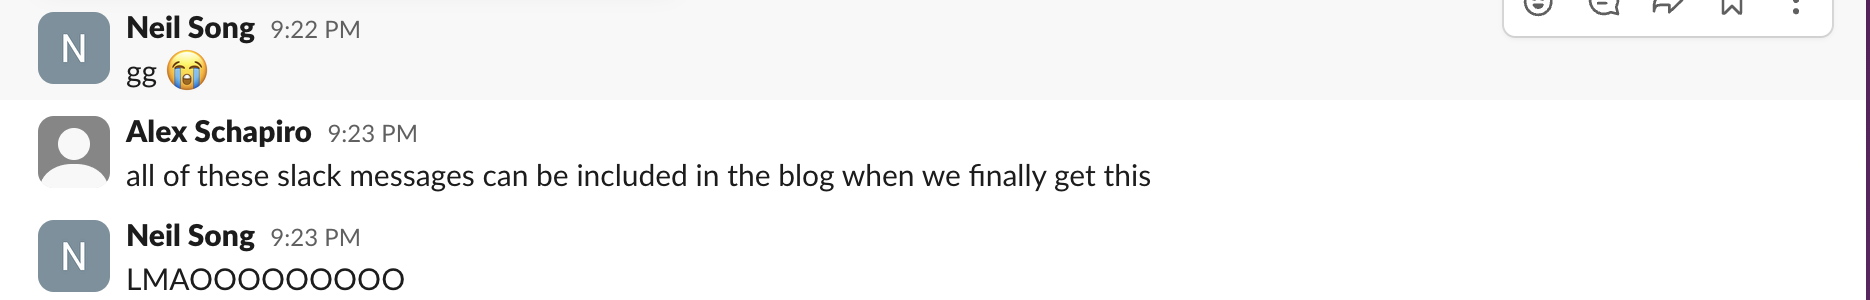 N
Neil Song 9:22 PM
gg 😭
Alex Schapiro 9:23 PM
all of these slack messages can be included in the blog when we finally get this
N
Neil Song 9:23 PM
LMAOOOOOOOOO